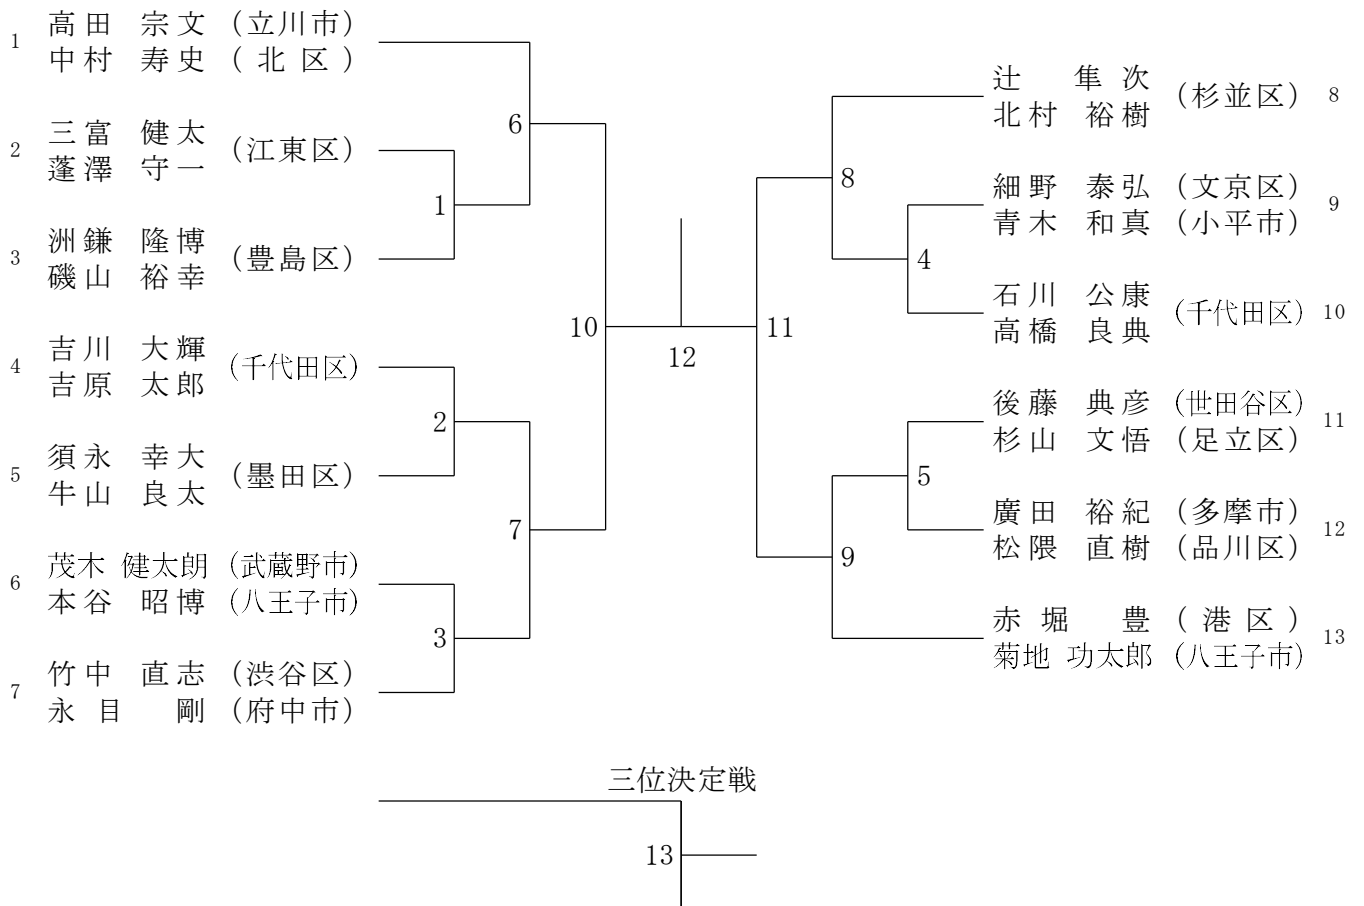 1 高田 宗文 (立川市)
中村 寿史 (北区)
2 三富 健太 (江東区)
蓬澤 守一
3 洲鎌 隆博 (豊島区)
磯山 裕幸
4 吉川 大輝 (千代田区)
吉原 太郎
5 須永 幸大 (墨田区)
牛山 良太
6 茂木 健太朗 (武蔵野市)
本谷 昭博 (八王子市)
7 竹中 直志 (渋谷区)
永目 剛 (府中市)
6
1
2
7
3
10
12
11
8
4
5
9
辻 隼次 (杉並区) 8
北村 裕樹
細野 泰弘 (文京区) 9
青木 和真 (小平市)
石川 公康 (千代田区) 10
高橋 良典
後藤 典彦 (世田谷区) 11
杉山 文悟 (足立区)
廣田 裕紀 (多摩市) 12
松隈 直樹 (品川区)
赤堀 豊 (港区) 13
菊地 功太郎 (八王子市)
三位決定戦
13